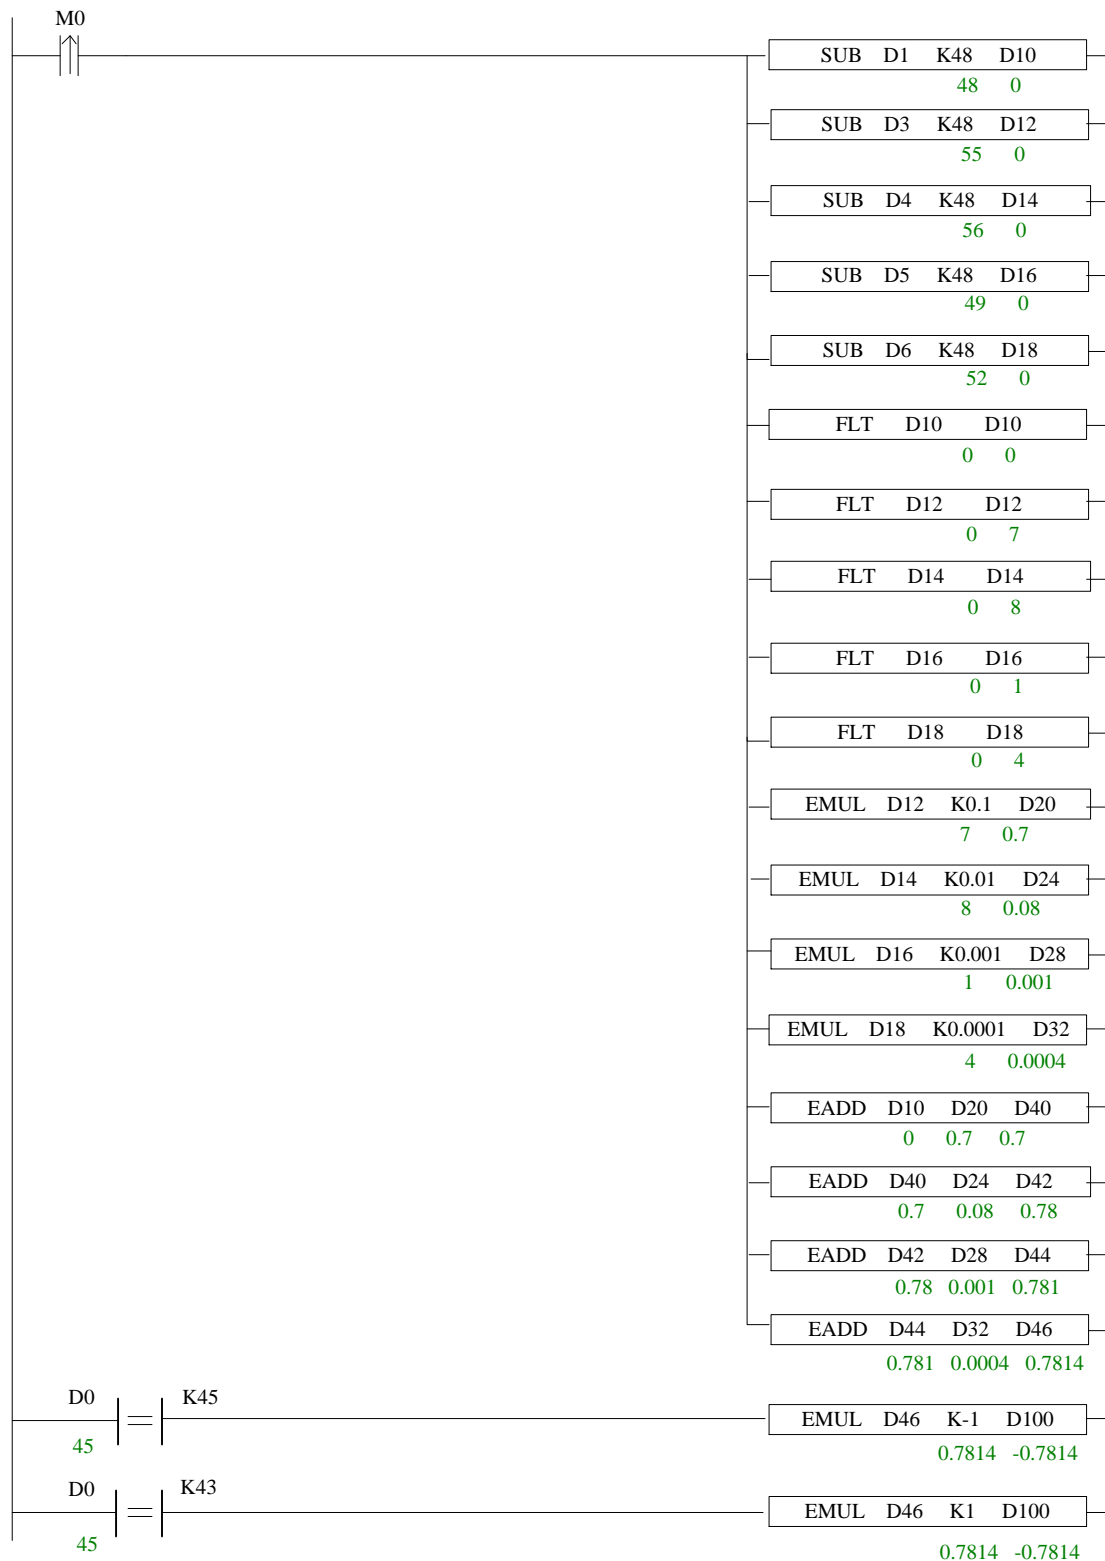 M0
SUB D1 K48 D10
48 0
SUB D3 K48 D12
55 0
SUB D4 K48 D14
56 0
SUB D5 K48 D16
49 0
SUB D6 K48 D18
52 0
FLT D10 D10
0 0
FLT D12 D12
0 7
FLT D14 D14
0 8
FLT D16 D16
0 1
FLT D18 D18
0 4
EMUL D12 K0.1 D20
7 0.7
EMUL D14 K0.01 D24
8 0.08
EMUL D16 K0.001 D28
1 0.001
EMUL D18 K0.0001 D32
4 0.0004
EADD D10 D20 D40
0 0.7 0.7
EADD D40 D24 D42
0.7 0.08 0.78
EADD D42 D28 D44
0.78 0.001 0.781
EADD D44 D32 D46
0.781 0.0004 0.7814
D0 K45
EMUL D46 K-1 D100
45
0.7814 -0.7814
D0 K43
EMUL D46 K1 D100
45
0.7814 -0.7814